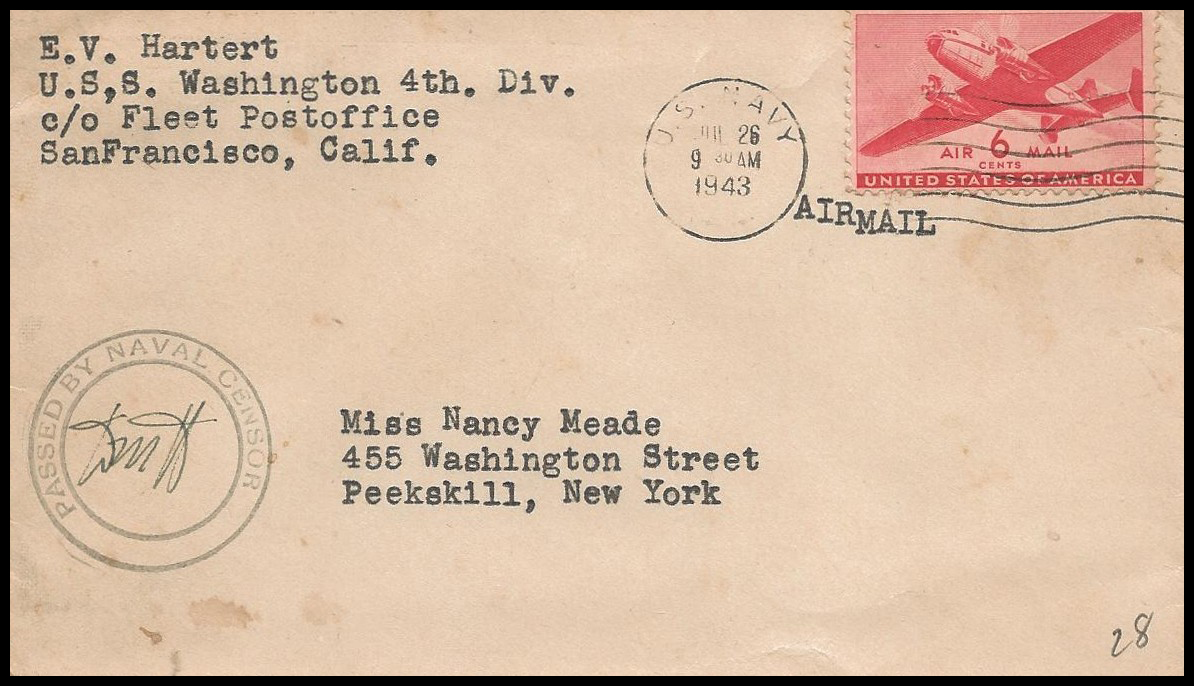 E.V. Hartert
U.S,S. Washington 4th. Div.
c/o Fleet Postoffice
SanFrancisco, Calif.
U.S. NAVY
JUL 26
9 30 AM
1943
AIR 6 MAIL
CENTS
UNITED STATES OF AMERICA
AIRMAIL
PASSED BY NAVAL CENSOR
Miss Nancy Meade
455 Washington Street
Peekskill, New York
28